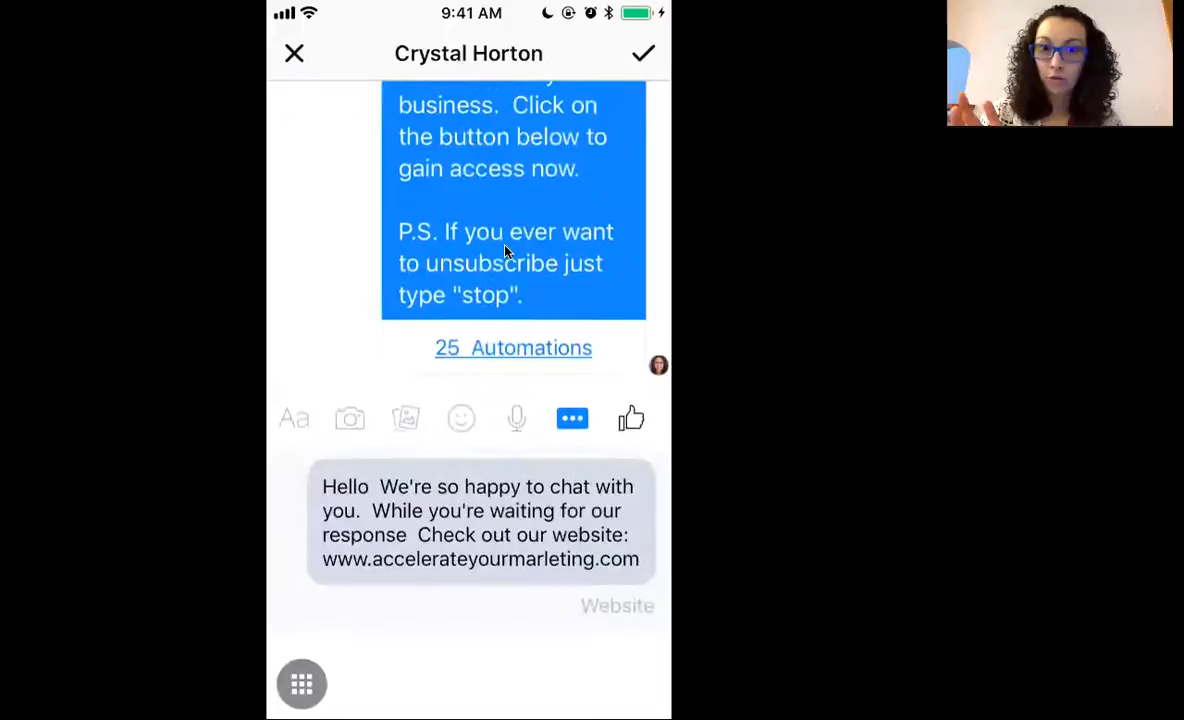 9:41 AM
Crystal Horton
business.  Click on
the button below to
gain access now.
P.S. If you ever want
to unsubscribe just
type "stop".
25  Automations
Aa
Hello  We're so happy to chat with
you.  While you're waiting for our
response  Check out our website:
www.accelerateyourmarleting.com
Website